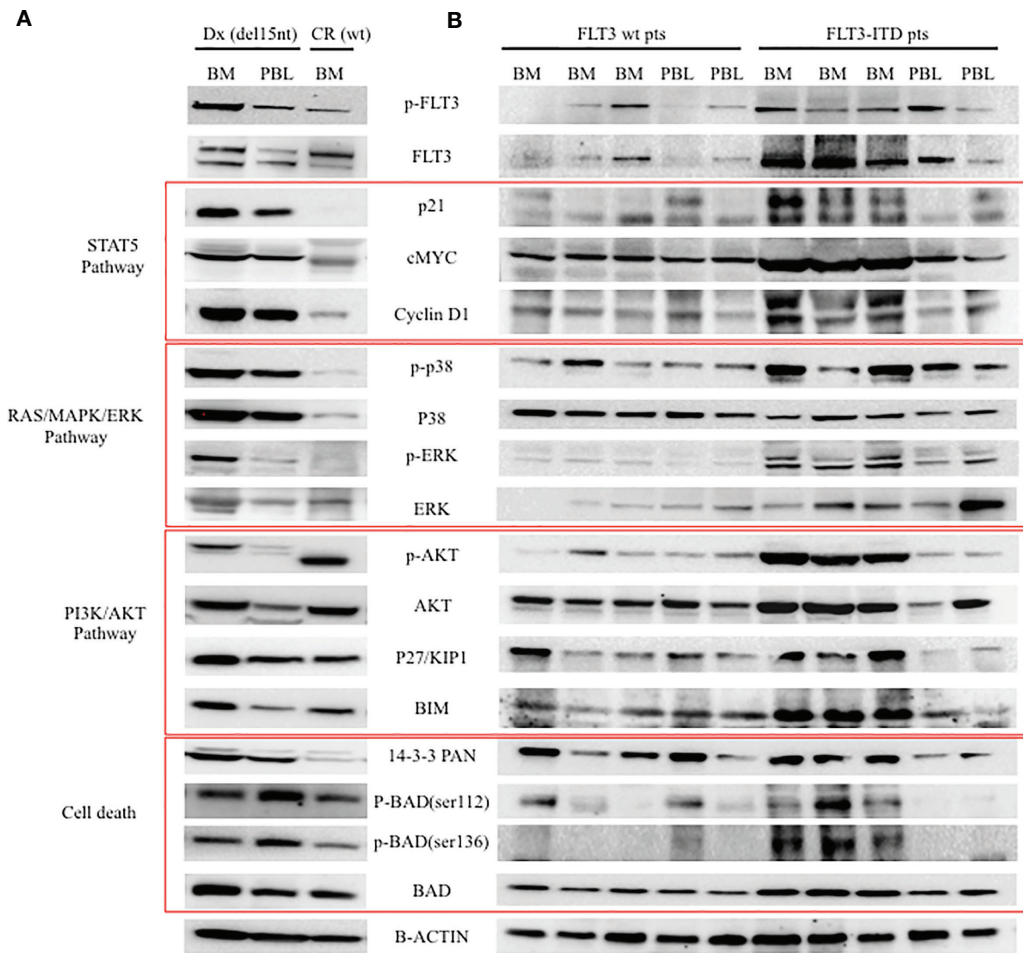 A
B
Dx (del15nt) CR (wt)
FLT3 wt pts FLT3-ITD pts
BM PBL BM
BM BM BM PBL PBL BM BM BM PBL PBL
p-FLT3
FLT3
STAT5
Pathway
p21
cMYC
Cyclin D1
RAS/MAPK/ERK
Pathway
p-p38
P38
p-ERK
ERK
PI3K/AKT
Pathway
p-AKT
AKT
P27/KIP1
BIM
Cell death
14-3-3 PAN
P-BAD(ser112)
p-BAD(ser136)
BAD
B-ACTIN